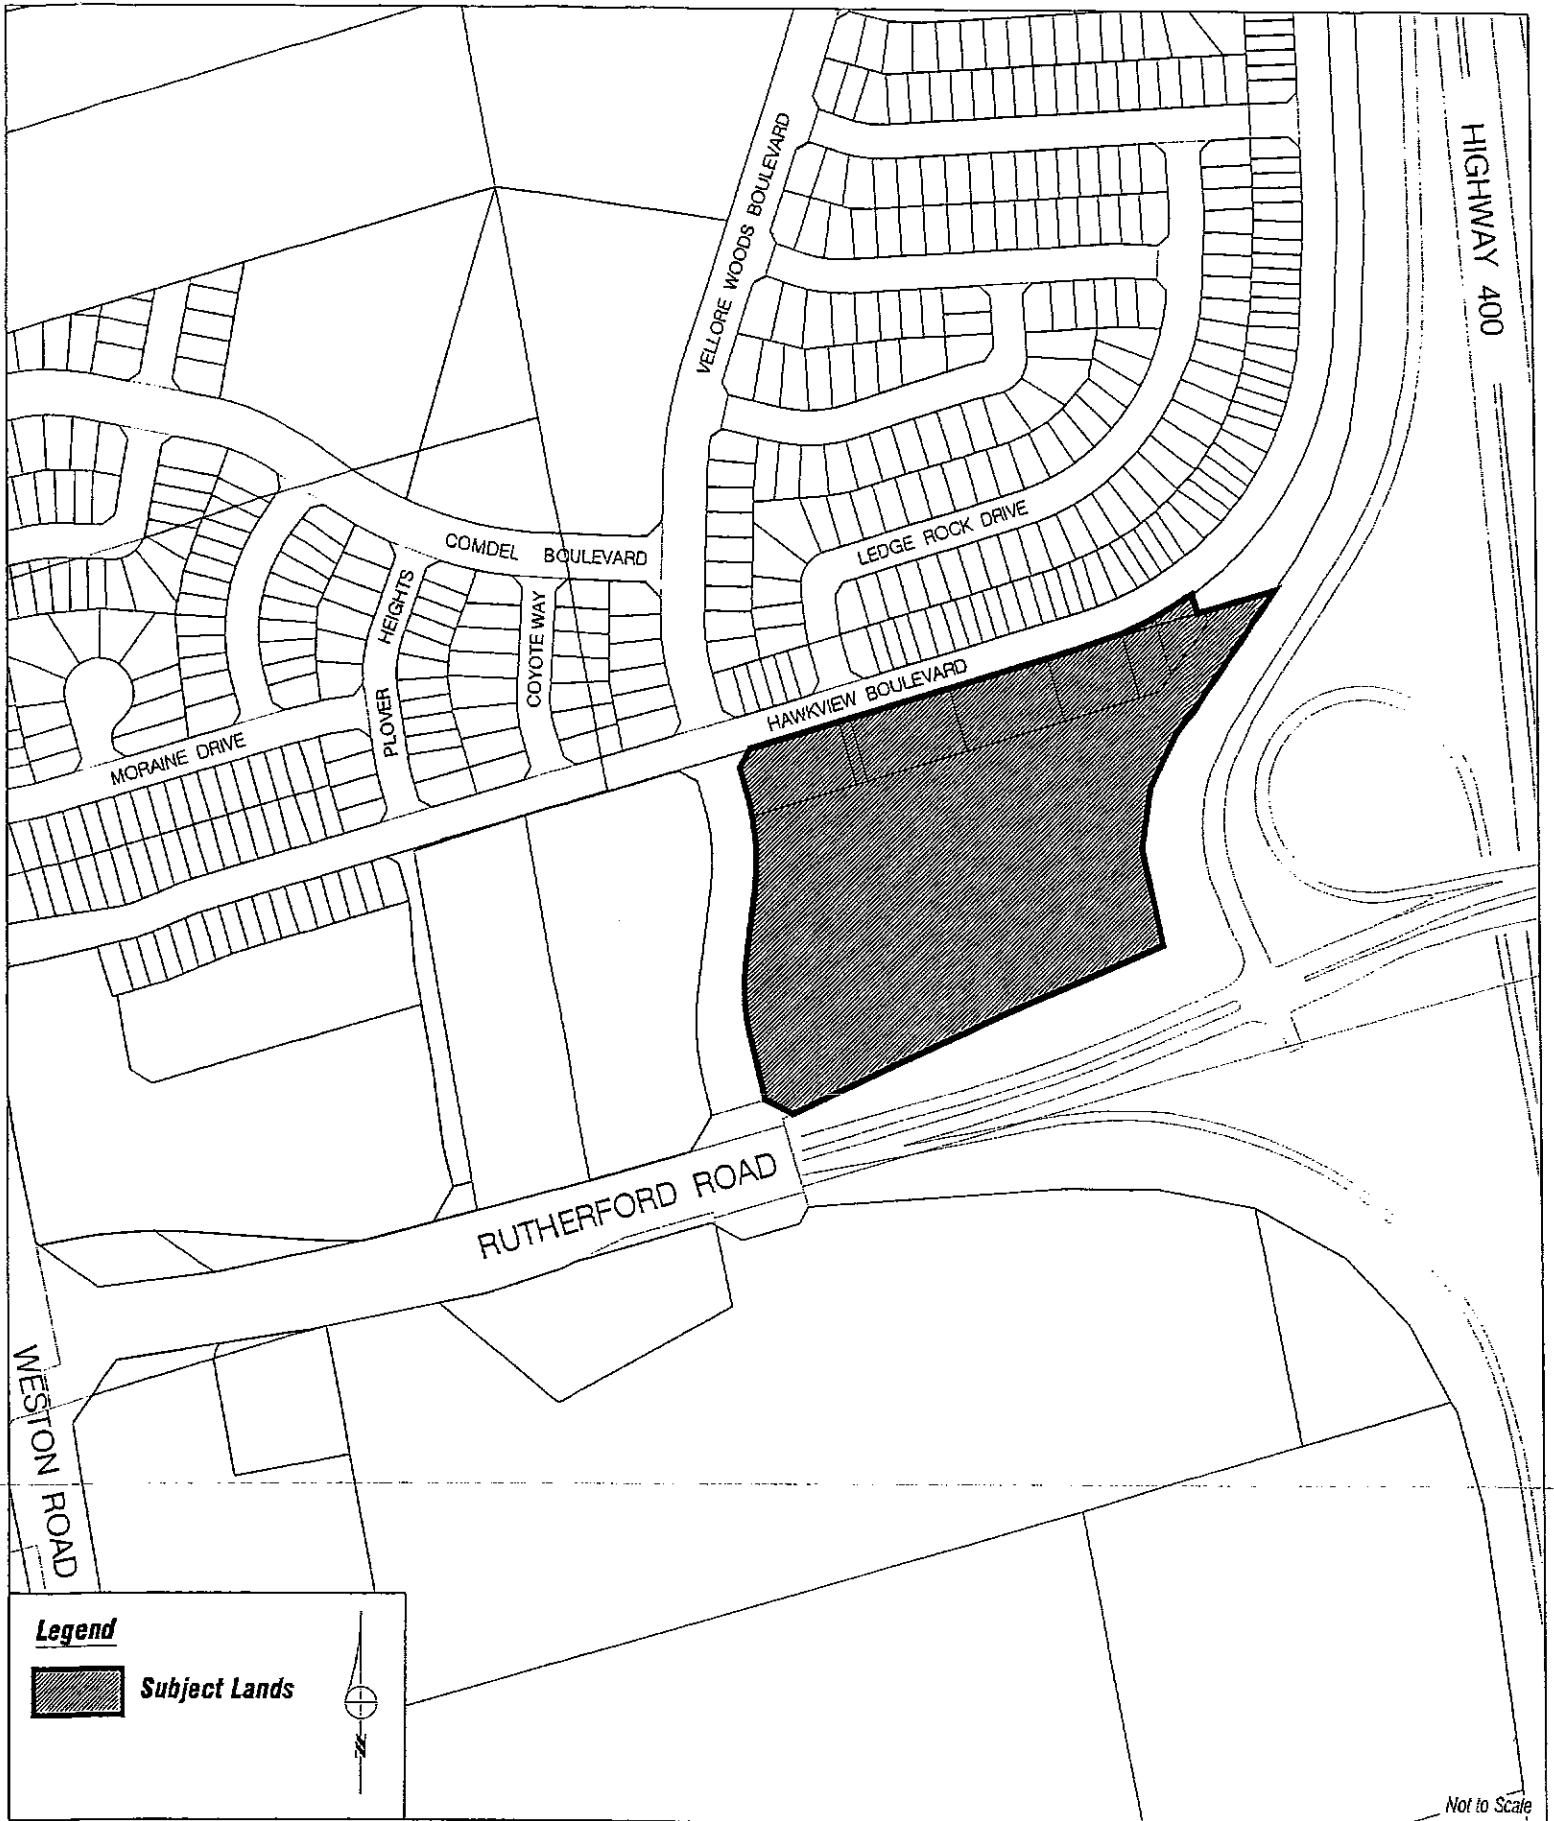 HIGHWAY 400
VELLORE WOODS BOULEVARD
LEDGE ROCK DRIVE
COMDEL BOULEVARD
PLOVER HEIGHTS
COYOTE WAY
HAWKVIEW BOULEVARD
MORAINE DRIVE
RUTHERFORD ROAD
WESTON ROAD
Legend
Subject Lands
N
Not to Scale